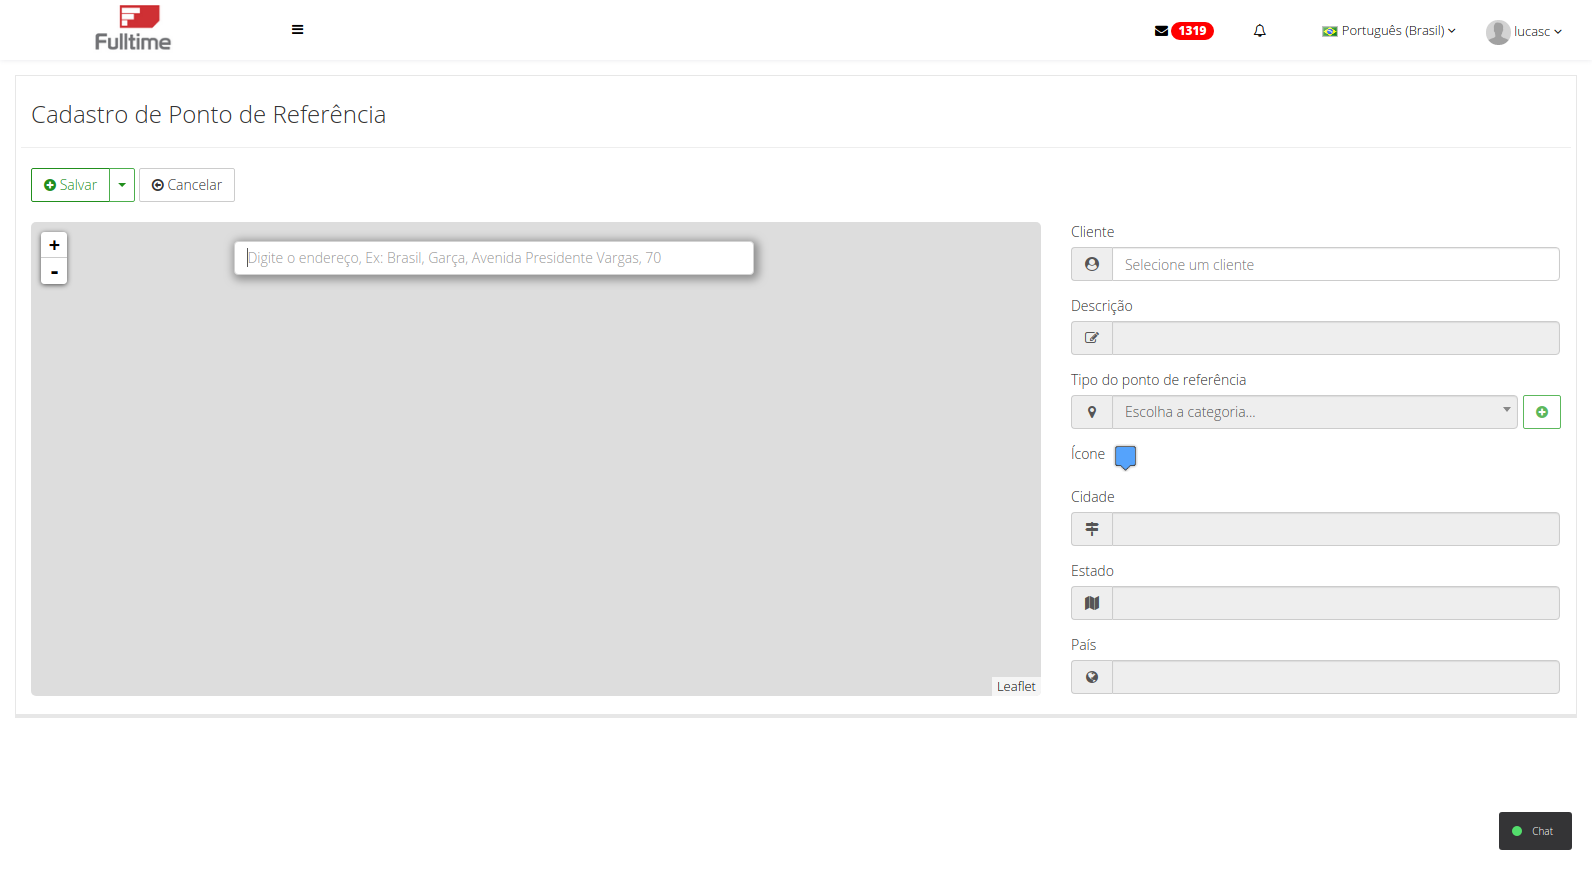 Fulltime
1319
Português (Brasil)
lucasc
Cadastro de Ponto de Referência
Salvar
Cancelar
+
-
Digite o endereço, Ex: Brasil, Garça, Avenida Presidente Vargas, 70
Leaflet
Cliente
Selecione um cliente
Descrição
Tipo do ponto de referência
Escolha a categoria...
Ícone
Cidade
Estado
País
Chat